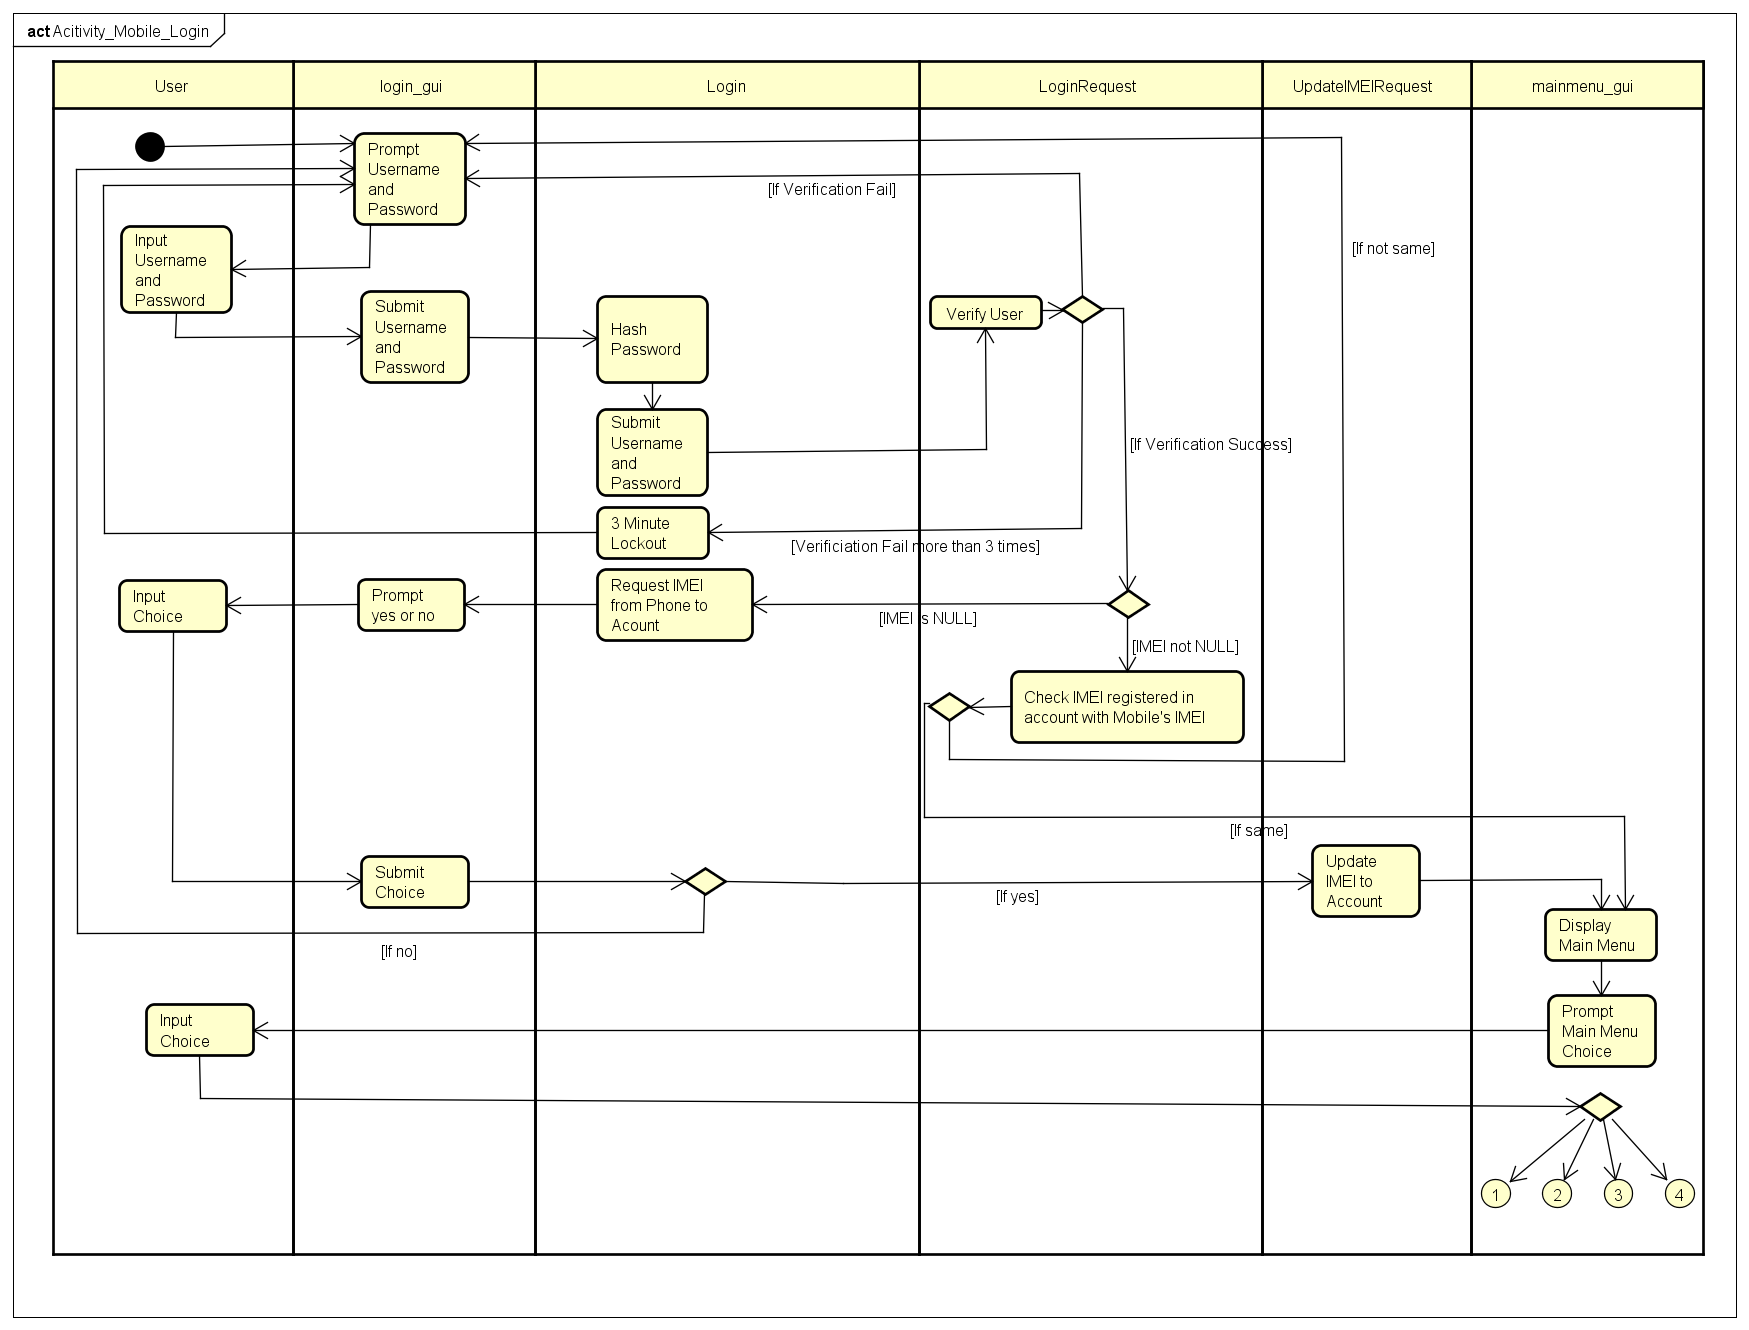 act Acitivity_Mobile_Login
User
login_gui
Login
LoginRequest
UpdateIMEIRequest
mainmenu_gui
Prompt
Username
and
Password
[If Verification Fail]
Input
Username
and
Password
[If not same]
Submit
Username
and
Password
Hash
Password
Verify User
Submit
Username
and
Password
[If Verification Success]
3 Minute
Lockout
[Verificiation Fail more than 3 times]
Input
Choice
Prompt
yes or no
Request IMEI
from Phone to
Acount
[IMEI is NULL]
[IMEI not NULL]
Check IMEI registered in
account with Mobile's IMEI
[If same]
Submit
Choice
[If yes]
Update
IMEI to
Account
[If no]
Display
Main Menu
Input
Choice
Prompt
Main Menu
Choice
1
2
3
4